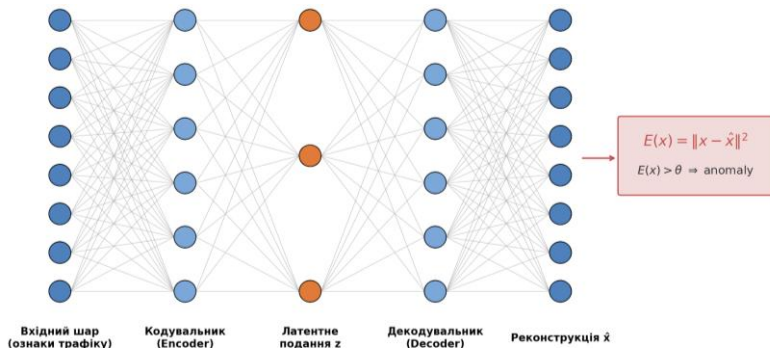 E(x) = ‖x − x̂‖²
E(x) > θ ⇒ anomaly
Вхідний шар
(ознаки трафіку)
Кодувальник
(Encoder)
Латентне
подання z
Декодувальник
(Decoder)
Реконструкція x̂